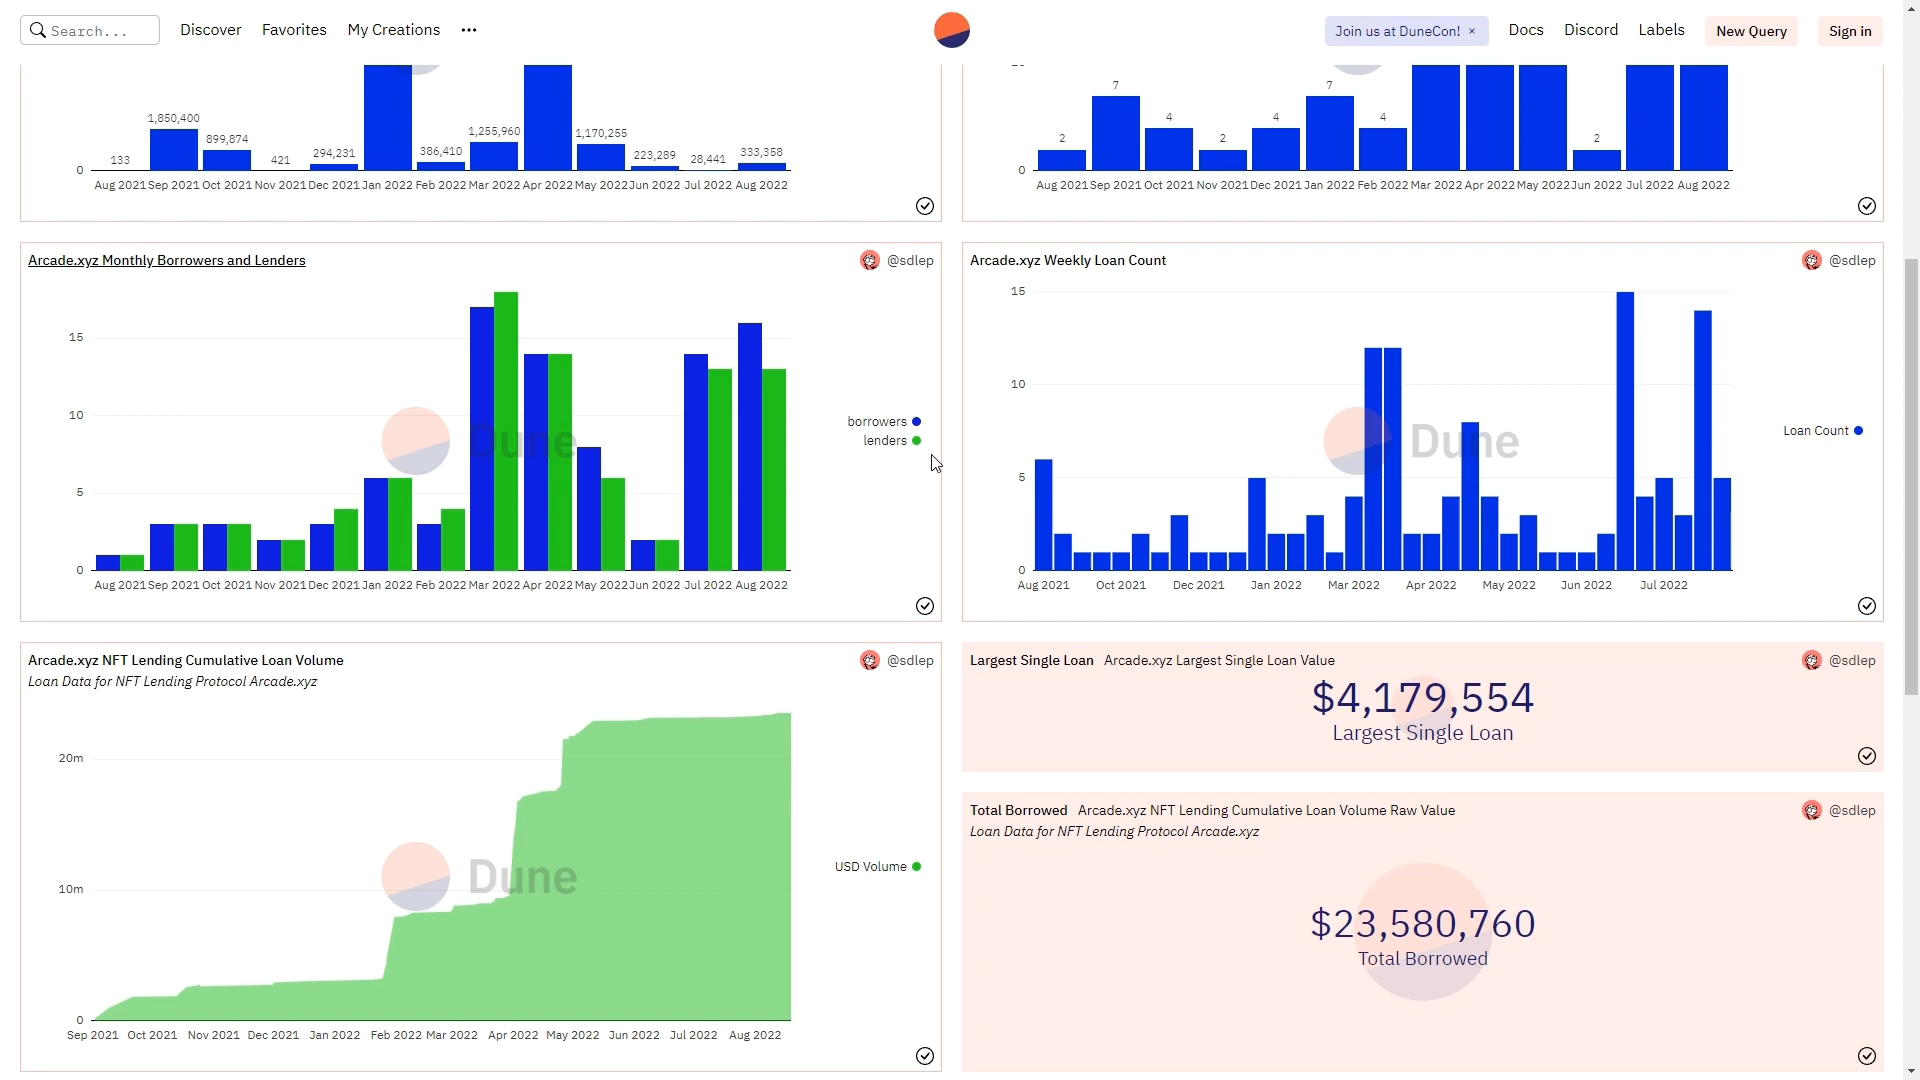 Search...
Discover
Favorites
My Creations
Join us at DuneCon! ×
Docs
Discord
Labels
New Query
Sign in
1,850,400
899,874
133
421
294,231
386,410
1,255,960
1,170,255
223,289
28,441
333,358
0
Aug 2021 Sep 2021 Oct 2021 Nov 2021 Dec 2021 Jan 2022 Feb 2022 Mar 2022 Apr 2022 May 2022 Jun 2022 Jul 2022 Aug 2022
2
7
4
2
4
7
4
2
0
Aug 2021 Sep 2021 Oct 2021 Nov 2021 Dec 2021 Jan 2022 Feb 2022 Mar 2022 Apr 2022 May 2022 Jun 2022 Jul 2022 Aug 2022
Arcade.xyz Monthly Borrowers and Lenders
@sdlep
15
10
5
0
Dune
borrowers
lenders
Aug 2021 Sep 2021 Oct 2021 Nov 2021 Dec 2021 Jan 2022 Feb 2022 Mar 2022 Apr 2022 May 2022 Jun 2022 Jul 2022 Aug 2022
Arcade.xyz Weekly Loan Count
@sdlep
15
10
5
0
Dune
Loan Count
Aug 2021 Oct 2021 Dec 2021 Jan 2022 Mar 2022 Apr 2022 May 2022 Jun 2022 Jul 2022
Arcade.xyz NFT Lending Cumulative Loan Volume
@sdlep
Loan Data for NFT Lending Protocol Arcade.xyz
20m
10m
0
Dune
USD Volume
Sep 2021 Oct 2021 Nov 2021 Dec 2021 Jan 2022 Feb 2022 Mar 2022 Apr 2022 May 2022 Jun 2022 Jul 2022 Aug 2022
Largest Single Loan Arcade.xyz Largest Single Loan Value
@sdlep
$4,179,554
Largest Single Loan
Total Borrowed Arcade.xyz NFT Lending Cumulative Loan Volume Raw Value
@sdlep
Loan Data for NFT Lending Protocol Arcade.xyz
$23,580,760
Total Borrowed